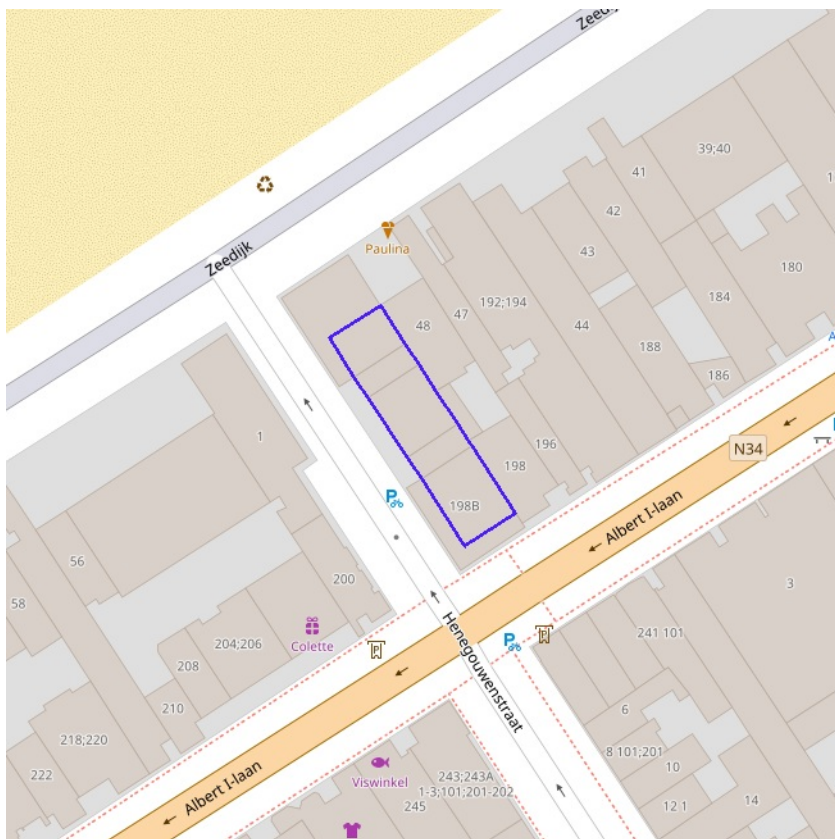 Zeedijk
39;40
41
42
43
180
Zeedijk
Paulina
48
47
192;194
44
184
188
186
N34
1
196
198
198B
Albert I-laan
56
58
200
3
Colette
204;206
208
210
Henegouwenstraat
241 101
6
218;220
222
Albert I-laan
Viswinkel
243;243A
1-3;101;201-202
245
8 101;201
10
12 1
14